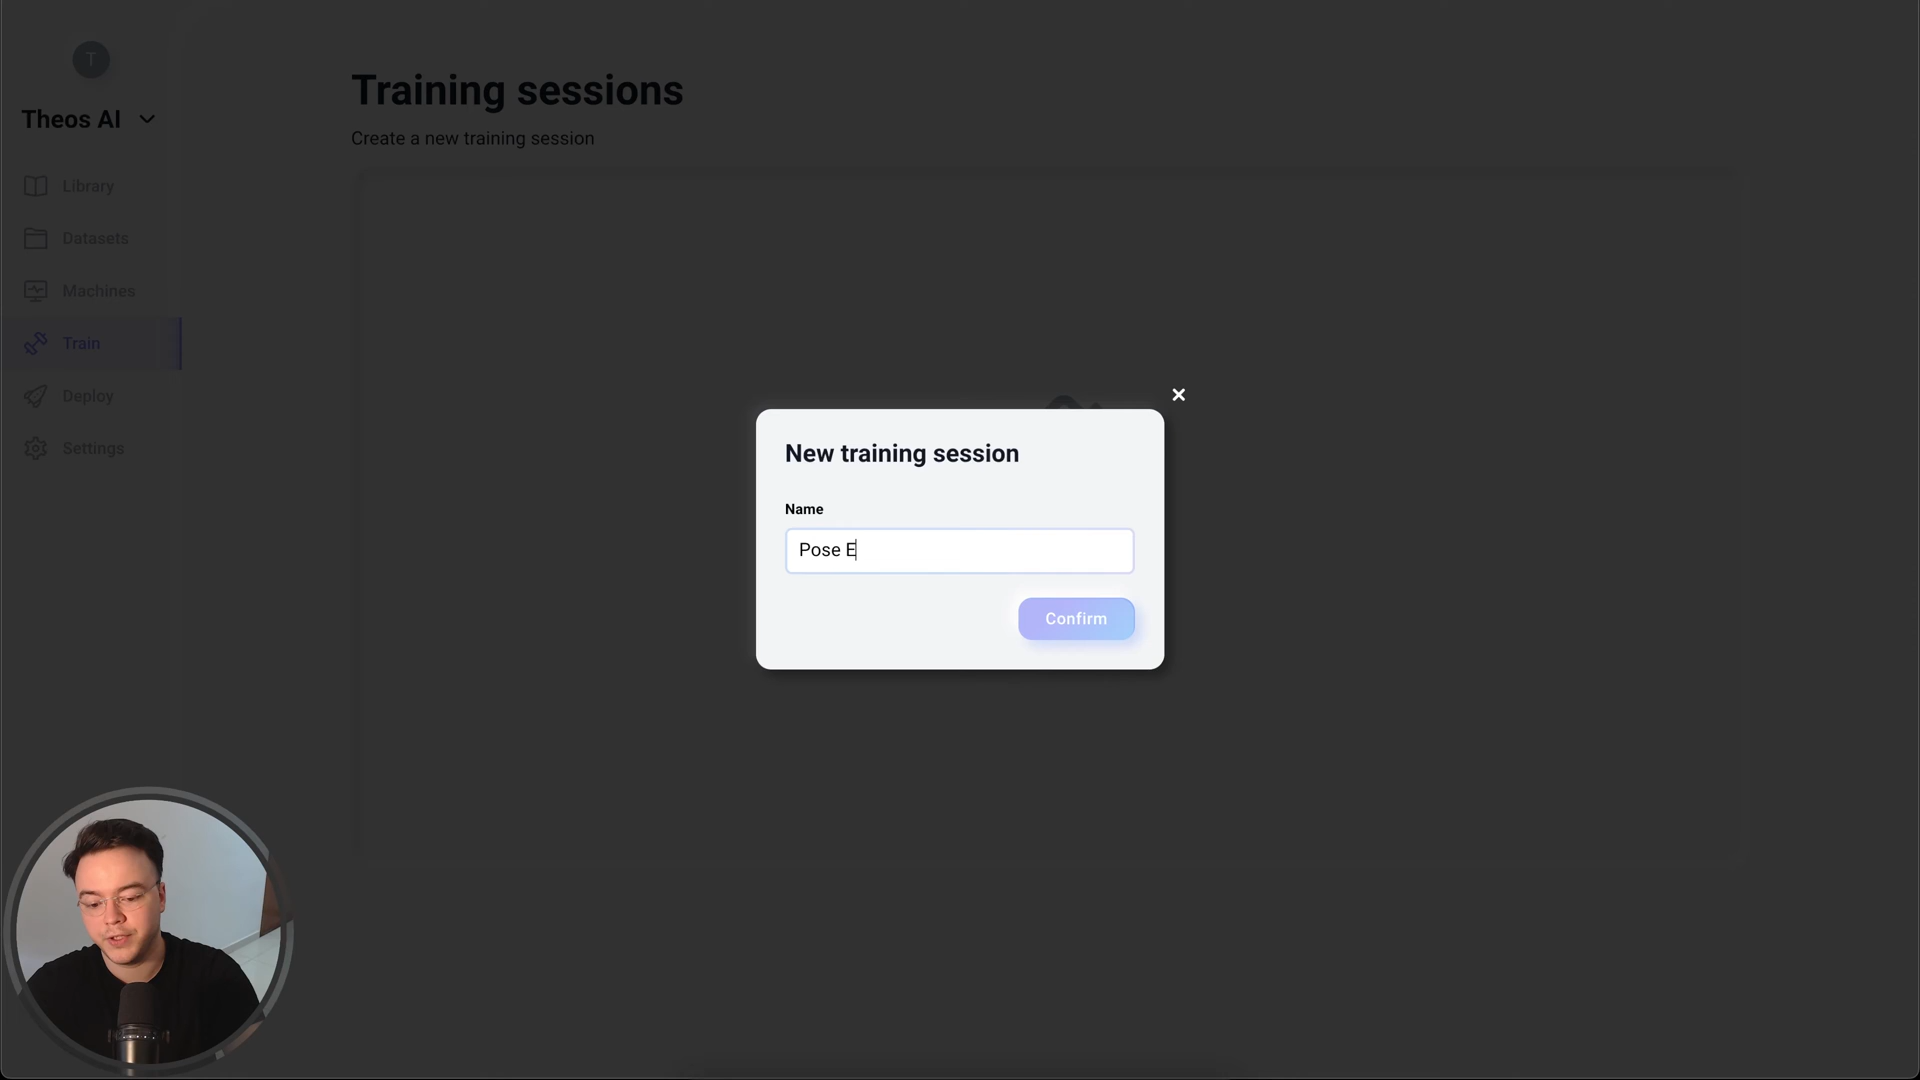 T
Theos AI
Library
Datasets
Machines
Train
Deploy
Settings
Training sessions
Create a new training session
New training session
Name
Pose E
Confirm